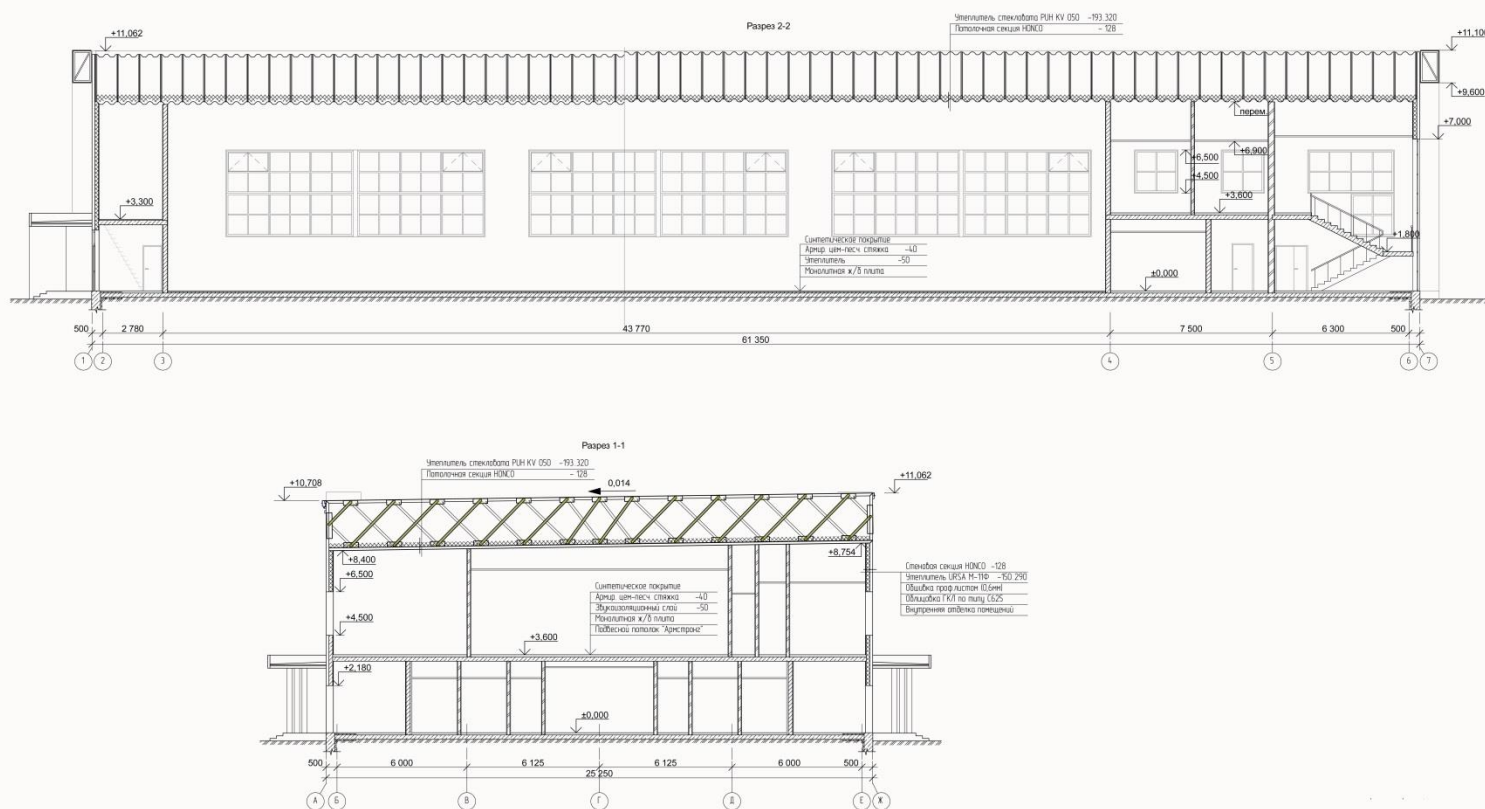 Разрез 2-2
Утеплитель стекловата PUH KV 050 -193.320
Потолочная секция HONCO - 128
+11,062
+11,100
+9,600
+7,000
перем.
+6,900
+6,500
+4,500
+3,600
+3,300
+1,800
±0,000
Синтетическое покрытие
Армир. цем-песч. стяжка -40
Утеплитель -50
Монолитная ж/б плита
500 2 780 43 770 7 500 6 300 500
61 350
1 2 3 4 5 6 7
Разрез 1-1
Утеплитель стекловата PUH KV 050 -193.320
Потолочная секция HONCO - 128
+10,708
0,014
+11,062
+8,400
+8,754
+6,500
Стеновая секция HONCO -128
Утеплитель URSA М-11Ф -150 290
Обшивка профлистом (0,6мм)
Облицовка ГКЛ по типу С625
Внутренняя отделка помещений
Синтетическое покрытие
Армир. цем-песч. стяжка -40
Звукоизоляционный слой -50
Монолитная ж/б плита
Подвесной потолок "Армстронг"
+4,500
+3,600
+2,180
±0,000
500 6 000 6 125 6 125 6 000 500
25 250
А Б В Г Д Е Ж